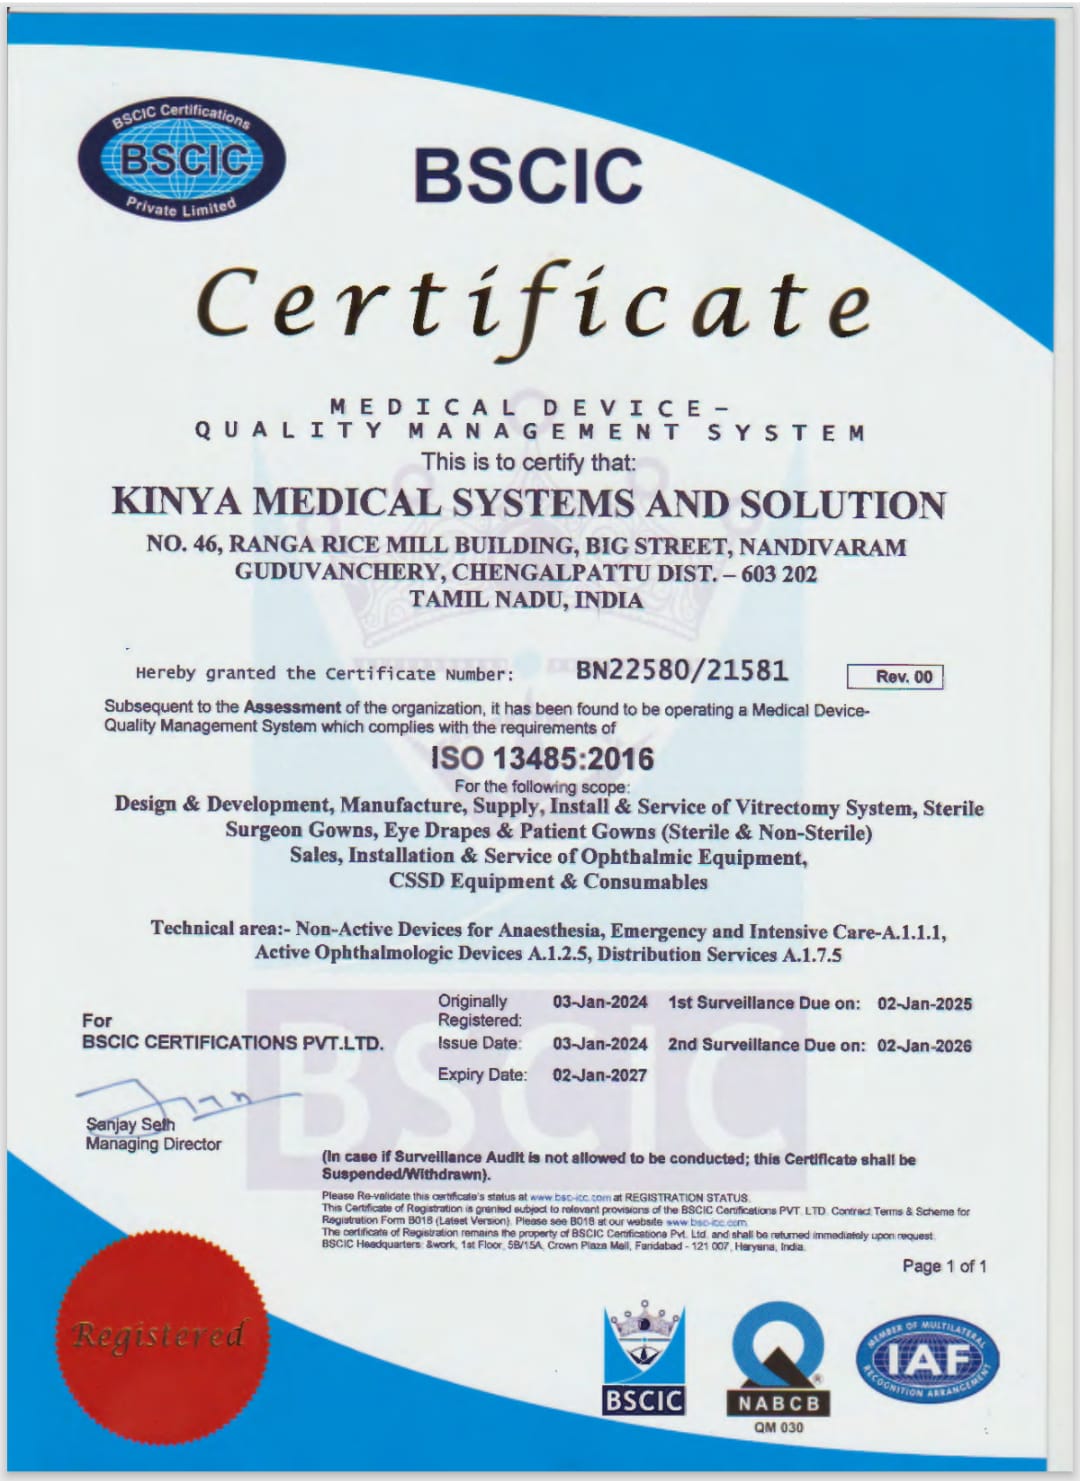 BSCIC Certifications
BSCIC
Private Limited
BSCIC
Certificate
MEDICAL DEVICE-
QUALITY MANAGEMENT SYSTEM
This is to certify that:
KINYA MEDICAL SYSTEMS AND SOLUTION
NO. 46, RANGA RICE MILL BUILDING, BIG STREET, NANDIVARAM
GUDUVANCHERY, CHENGALPATTU DIST. – 603 202
TAMIL NADU, INDIA
Hereby granted the Certificate Number: BN22580/21581 Rev. 00
Subsequent to the Assessment of the organization, it has been found to be operating a Medical Device-
Quality Management System which complies with the requirements of
ISO 13485:2016
For the following scope:
Design & Development, Manufacture, Supply, Install & Service of Vitrectomy System, Sterile
Surgeon Gowns, Eye Drapes & Patient Gowns (Sterile & Non-Sterile)
Sales, Installation & Service of Ophthalmic Equipment,
CSSD Equipment & Consumables
Technical area:- Non-Active Devices for Anaesthesia, Emergency and Intensive Care-A.1.1.1,
Active Ophthalmologic Devices A.1.2.5, Distribution Services A.1.7.5
For
BSCIC CERTIFICATIONS PVT.LTD.
Originally Registered: 03-Jan-2024 1st Surveillance Due on: 02-Jan-2025
Issue Date: 03-Jan-2024 2nd Surveillance Due on: 02-Jan-2026
Expiry Date: 02-Jan-2027
Sanjay Seth
Managing Director
(In case if Surveillance Audit is not allowed to be conducted; this Certificate shall be
Suspended/Withdrawn).
Please Re-validate this certificate's status at www.bsc-icc.com at REGISTRATION STATUS.
This Certificate of Registration is granted subject to relevant provisions of the BSCIC Certifications PVT. LTD. Contract Terms & Scheme for
Registration Form B018 (Latest Version). Please see B018 at our website www.bsc-icc.com
The certificate of Registration remains the property of BSCIC Certifications Pvt. Ltd. and shall be returned immediately upon request.
BSCIC Headquarters: &work, 1st Floor, 5B/15A, Crown Plaza Mall, Faridabad - 121 007, Haryana, India.
Page 1 of 1
Registered
BSCIC
NABCB
QM 030
MEMBER OF MULTILATERAL
IAF
RECOGNITION ARRANGEMENT
BSCIC